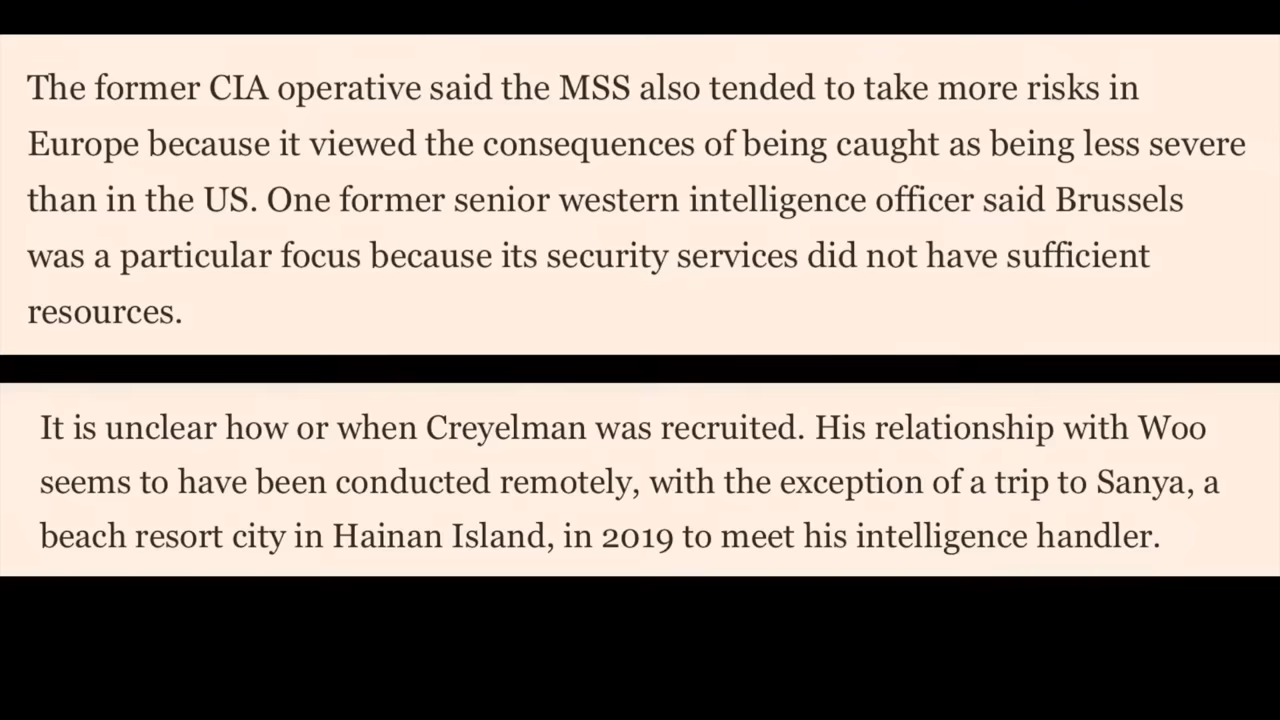 The former CIA operative said the MSS also tended to take more risks in
Europe because it viewed the consequences of being caught as being less severe
than in the US. One former senior western intelligence officer said Brussels
was a particular focus because its security services did not have sufficient
resources.
It is unclear how or when Creyelman was recruited. His relationship with Woo
seems to have been conducted remotely, with the exception of a trip to Sanya, a
beach resort city in Hainan Island, in 2019 to meet his intelligence handler.